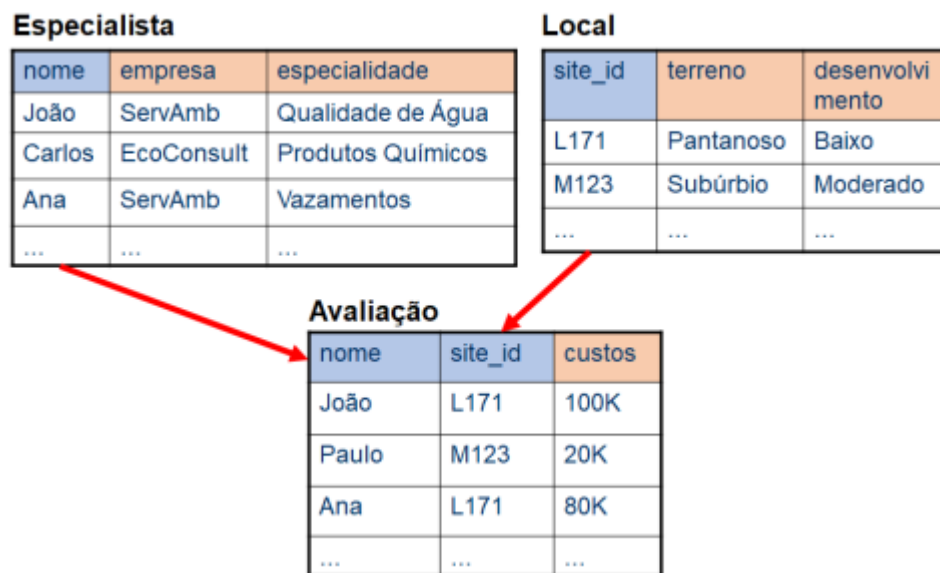 Especialista
nome empresa especialidade
João ServAmb Qualidade de Água
Carlos EcoConsult Produtos Químicos
Ana ServAmb Vazamentos
... ... ...
Local
site_id terreno desenvolvi
mento
L171 Pantanoso Baixo
M123 Subúrbio Moderado
... ... ...
Avaliação
nome site_id custos
João L171 100K
Paulo M123 20K
Ana L171 80K
... ... ...